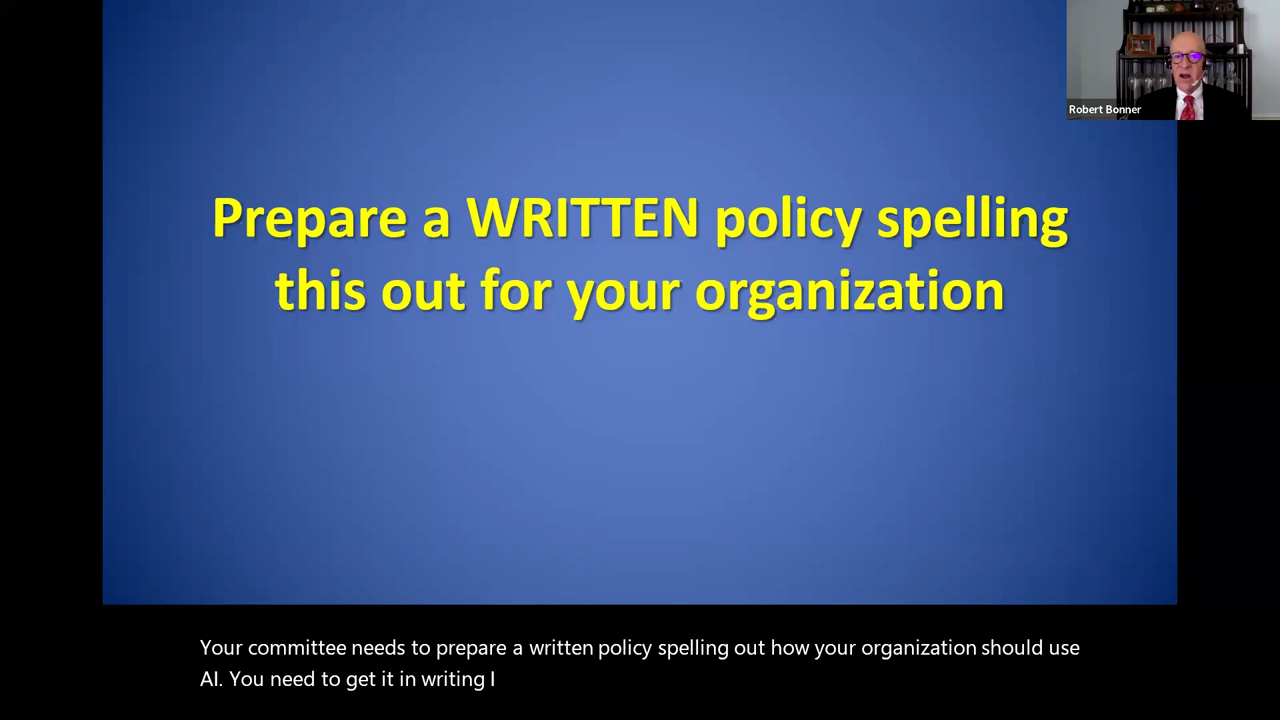 Robert Bonner
Prepare a WRITTEN policy spelling
this out for your organization
Your committee needs to prepare a written policy spelling out how your organization should use
AI. You need to get it in writing I